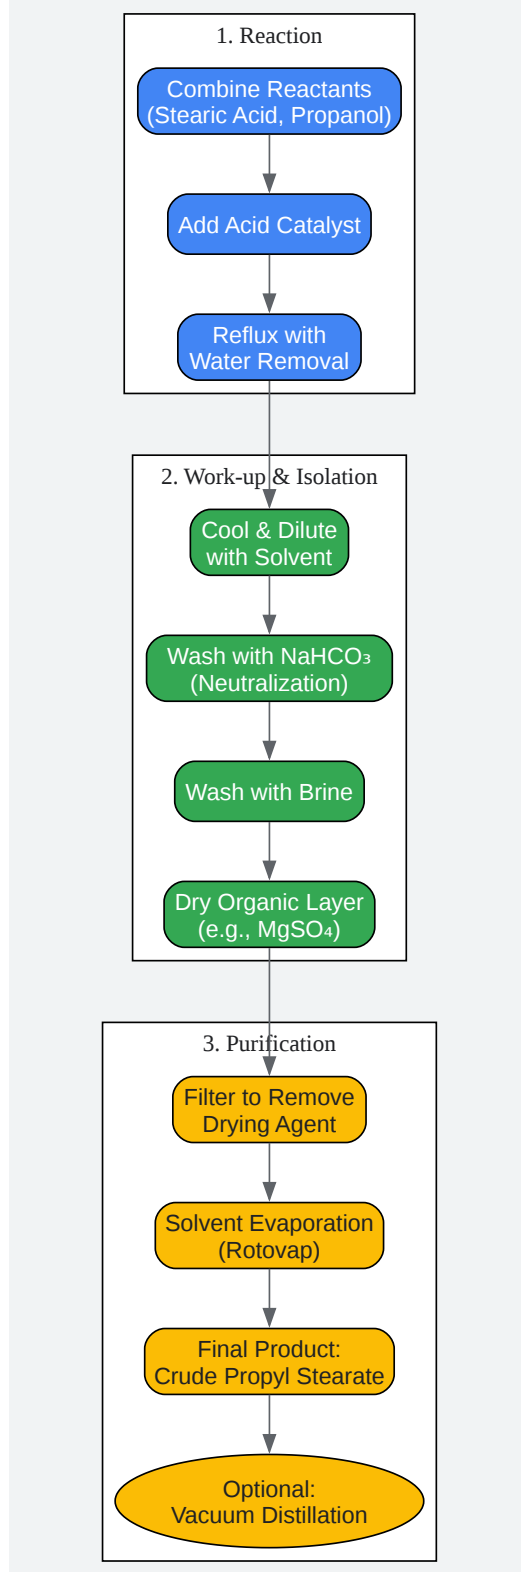 1. Reaction
Combine Reactants
(Stearic Acid, Propanol)
Add Acid Catalyst
Reflux with
Water Removal
2. Work-up & Isolation
Cool & Dilute
with Solvent
Wash with NaHCO₃
(Neutralization)
Wash with Brine
Dry Organic Layer
(e.g., MgSO₄)
3. Purification
Filter to Remove
Drying Agent
Solvent Evaporation
(Rotovap)
Final Product:
Crude Propyl Stearate
Optional:
Vacuum Distillation